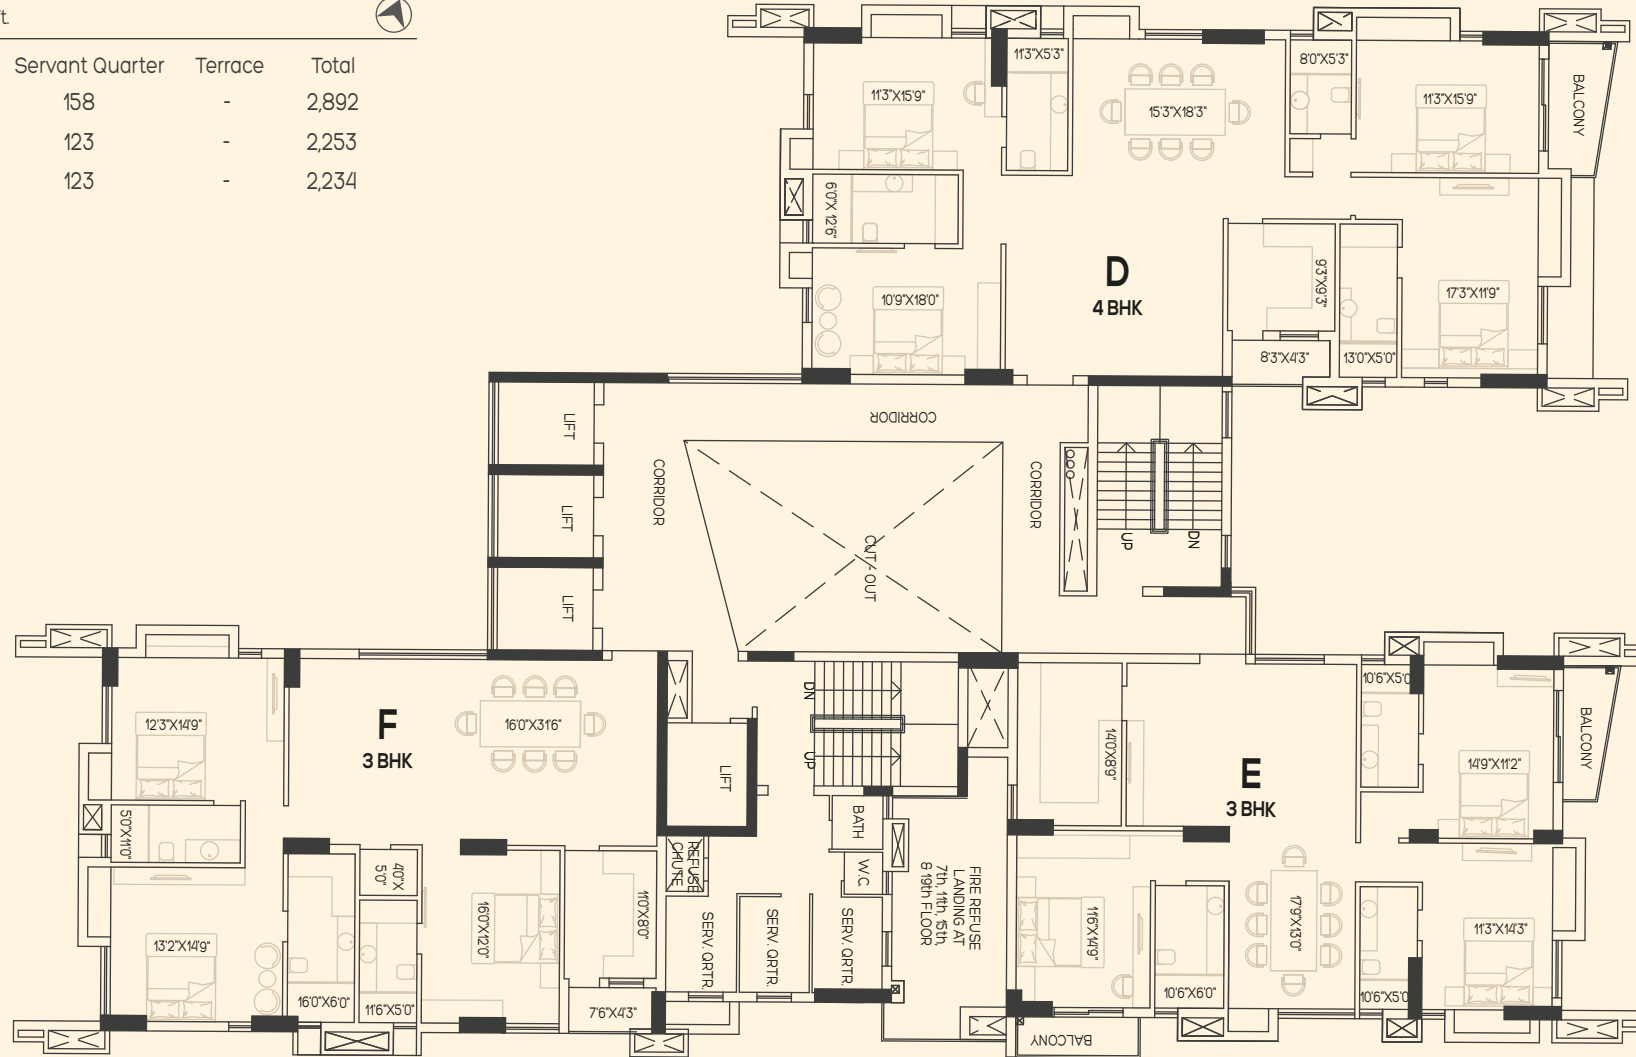 t.
Servant Quarter Terrace Total
158 - 2,892
123 - 2,253
123 - 2,234
11'3"X15'9"
11'3"X5'3"
15'3"X18'3"
8'0"X5'3"
11'3"X15'9"
BALCONY
6'0"X 12'6"
10'9"X18'0"
D
4 BHK
9'3"X9'3"
8'3"X4'3"
13'0"X5'0"
17'3"X11'9"
LIFT
LIFT
LIFT
CORRIDOR
CORRIDOR
CORRIDOR
CUT / OUT
UP
DN
12'3"X14'9"
F
3 BHK
16'0"X31'6"
5'0"X11'0"
13'2"X14'9"
16'0"X6'0"
4'0"X
5'0"
11'6"X5'0"
16'0"X12'0"
11'0"X8'0"
7'6"X4'3"
LIFT
DN
UP
REFUSE
CHUTE
BATH
W.C.
SERV. QRTR.
SERV. QRTR.
SERV. QRTR.
FIRE REFUSE
LANDING AT
7th, 11th, 15th,
& 19th FLOOR
14'0"X8'9"
E
3 BHK
10'6"X5'0"
14'9"X11'2"
BALCONY
11'6"X14'9"
10'6"X6'0"
17'9"X13'0"
10'6"X5'0"
11'3"X14'3"
BALCONY